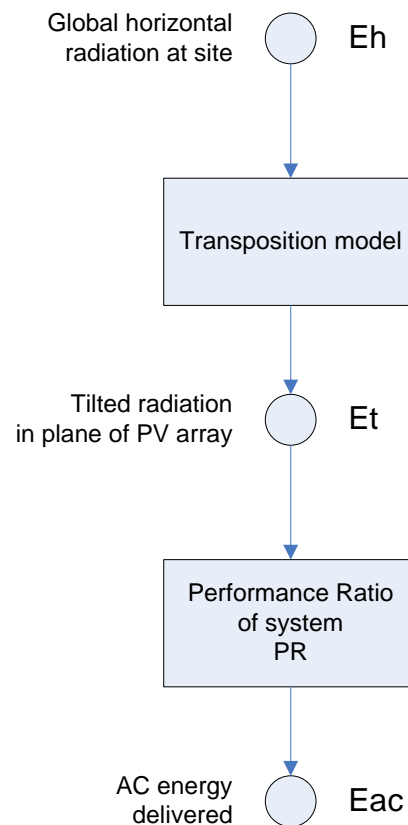 Global horizontal
radiation at site
Eh
Transposition model
Tilted radiation
in plane of PV array
Et
Performance Ratio
of system
PR
AC energy
delivered
Eac